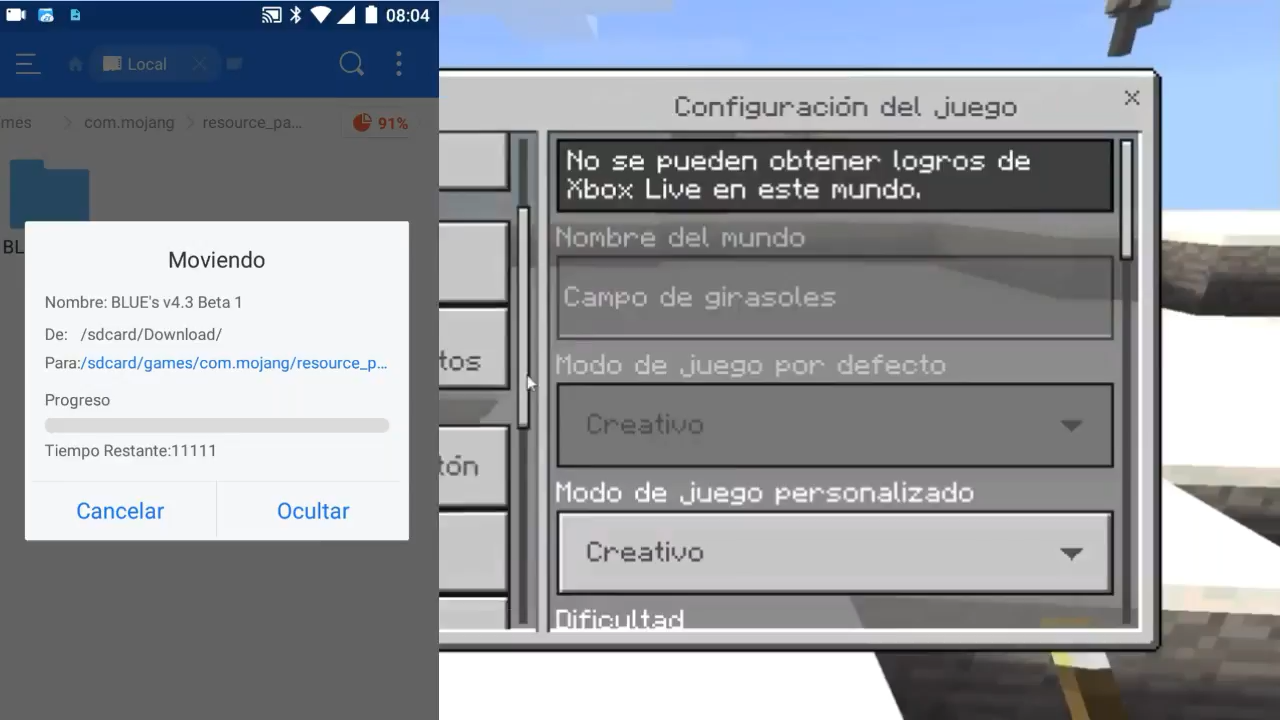 08:04
Local
mes
com.mojang
resource_pa...
91%
BL
Moviendo
Nombre: BLUE's v4.3 Beta 1
De: /sdcard/Download/
Para:/sdcard/games/com.mojang/resource_p...
Progreso
Tiempo Restante:11111
Cancelar
Ocultar
tos
tón
Configuración del juego
No se pueden obtener logros de
Xbox Live en este mundo.
Nombre del mundo
Campo de girasoles
Modo de juego por defecto
Creativo
Modo de juego personalizado
Creativo
Dificultad